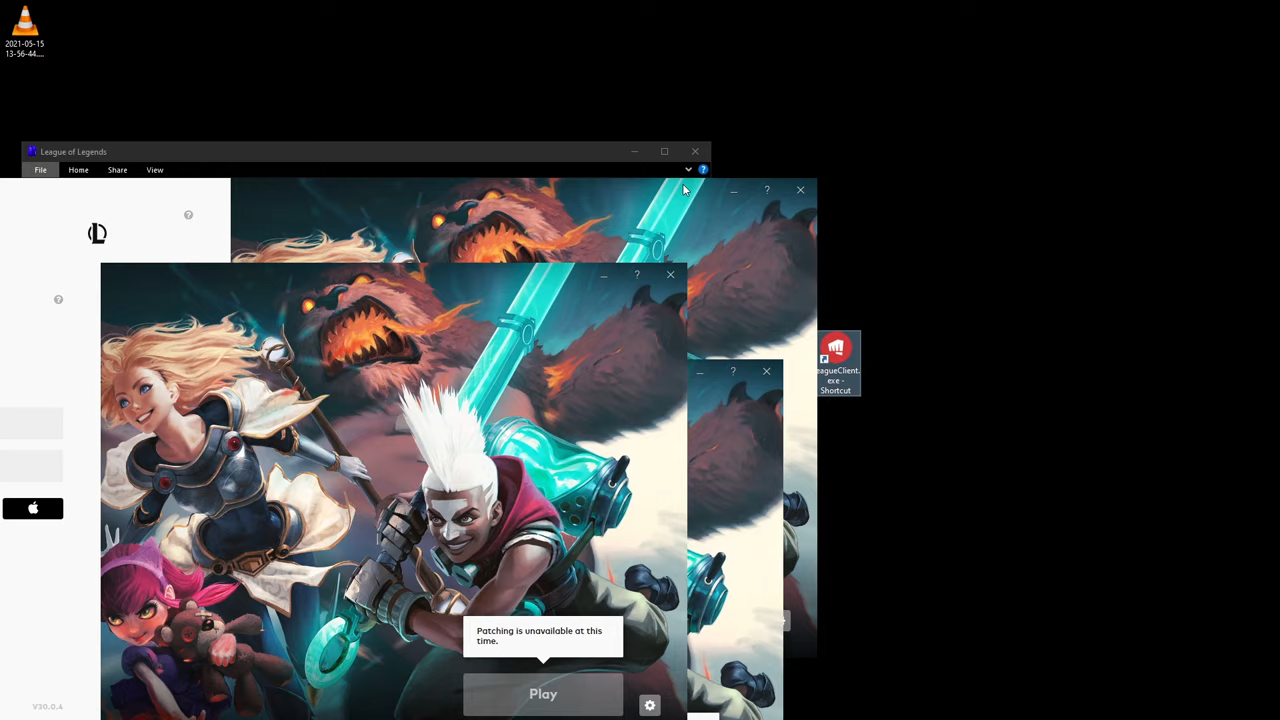 2021-05-15
13-56-44....
League of Legends
File Home Share View
eagueClient.
exe -
Shortcut
Patching is unavailable at this
time.
Play
V30.0.4